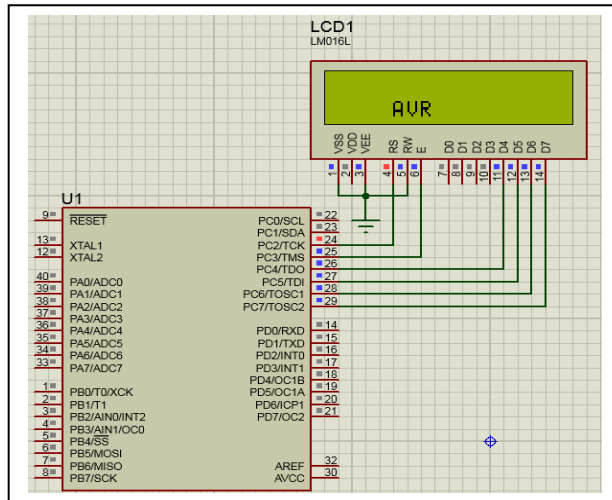 LCD1
LM016L
AVR
VSS
VDD
VEE
RS
RW
E
D0
D1
D2
D3
D4
D5
D6
D7
1
2
3
4
5
6
7
8
9
10
11
12
13
14
U1
9 RESET PC0/SCL 22
PC1/SDA 23
13 XTAL1 PC2/TCK 24
12 XTAL2 PC3/TMS 25
PC4/TDO 26
40 PA0/ADC0 PC5/TDI 27
39 PA1/ADC1 PC6/TOSC1 28
38 PA2/ADC2 PC7/TOSC2 29
37 PA3/ADC3
36 PA4/ADC4 PD0/RXD 14
35 PA5/ADC5 PD1/TXD 15
34 PA6/ADC6 PD2/INT0 16
33 PA7/ADC7 PD3/INT1 17
PD4/OC1B 18
1 PB0/T0/XCK PD5/OC1A 19
2 PB1/T1 PD6/ICP1 20
3 PB2/AIN0/INT2 PD7/OC2 21
4 PB3/AIN1/OC0
5 PB4/SS
6 PB5/MOSI
7 PB6/MISO AREF 32
8 PB7/SCK AVCC 30